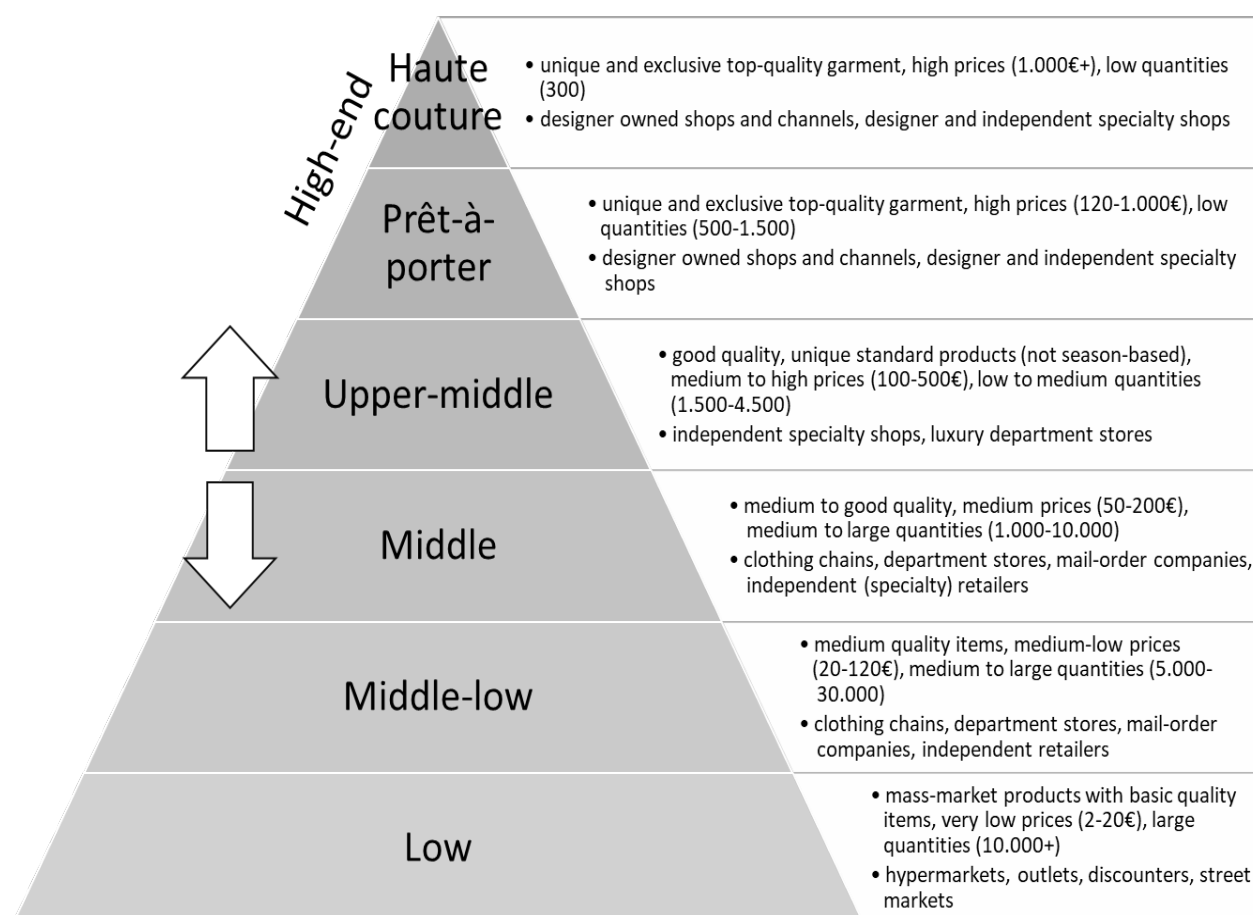 High-end
Haute
couture
• unique and exclusive top-quality garment, high prices (1.000€+), low quantities
(300)
• designer owned shops and channels, designer and independent specialty shops
Prêt-à-
porter
• unique and exclusive top-quality garment, high prices (120-1.000€), low
quantities (500-1.500)
• designer owned shops and channels, designer and independent specialty
shops
Upper-middle
• good quality, unique standard products (not season-based),
medium to high prices (100-500€), low to medium quantities
(1.500-4.500)
• independent specialty shops, luxury department stores
Middle
• medium to good quality, medium prices (50-200€),
medium to large quantities (1.000-10.000)
• clothing chains, department stores, mail-order companies,
independent (specialty) retailers
Middle-low
• medium quality items, medium-low prices
(20-120€), medium to large quantities (5.000-
30.000)
• clothing chains, department stores, mail-order
companies, independent retailers
Low
• mass-market products with basic quality
items, very low prices (2-20€), large
quantities (10.000+)
• hypermarkets, outlets, discounters, street
markets